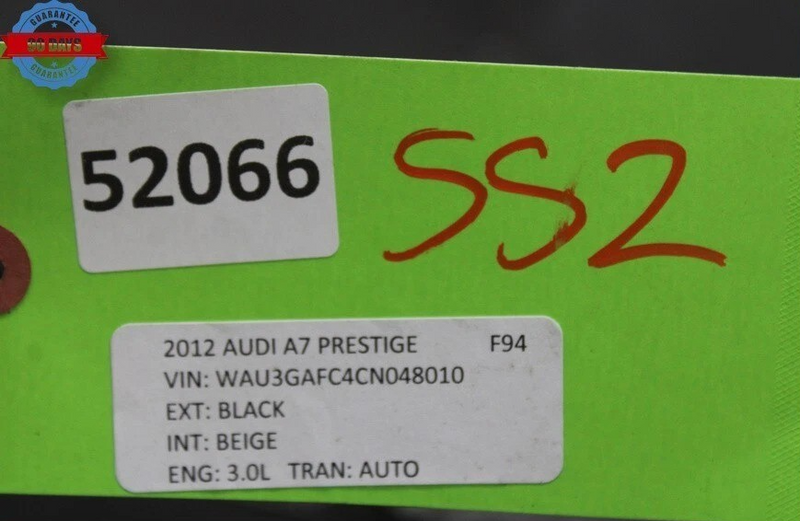 GUARANTEE
90 DAYS
GUARANTEE
52066
SS2
2012 AUDI A7 PRESTIGE F94
VIN: WAU3GAFC4CN048010
EXT: BLACK
INT: BEIGE
ENG: 3.0L TRAN: AUTO